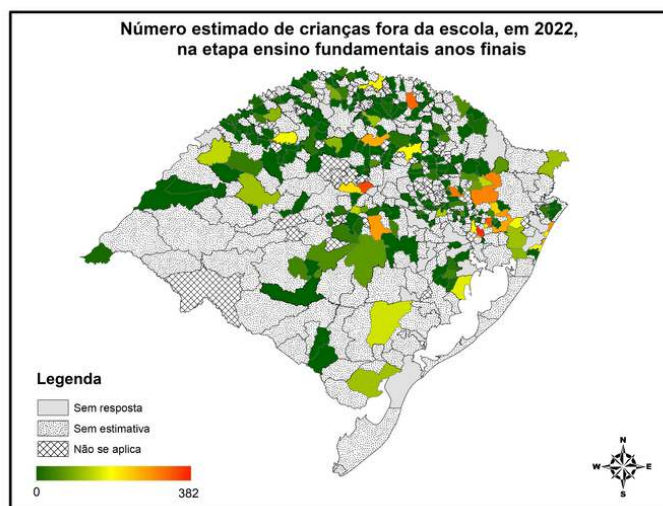 Número estimado de crianças fora da escola, em 2022,
na etapa ensino fundamentais anos finais
Legenda
Sem resposta
Sem estimativa
Não se aplica
0 382
N
W E
S